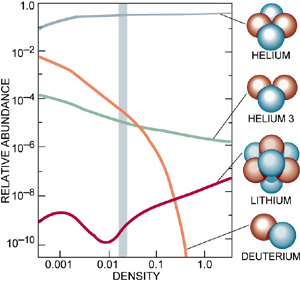 1.0
10⁻²
10⁻⁴
10⁻⁶
10⁻⁸
10⁻¹⁰
RELATIVE ABUNDANCE
0.001
0.01
0.1
1.0
DENSITY
HELIUM
HELIUM 3
LITHIUM
DEUTERIUM